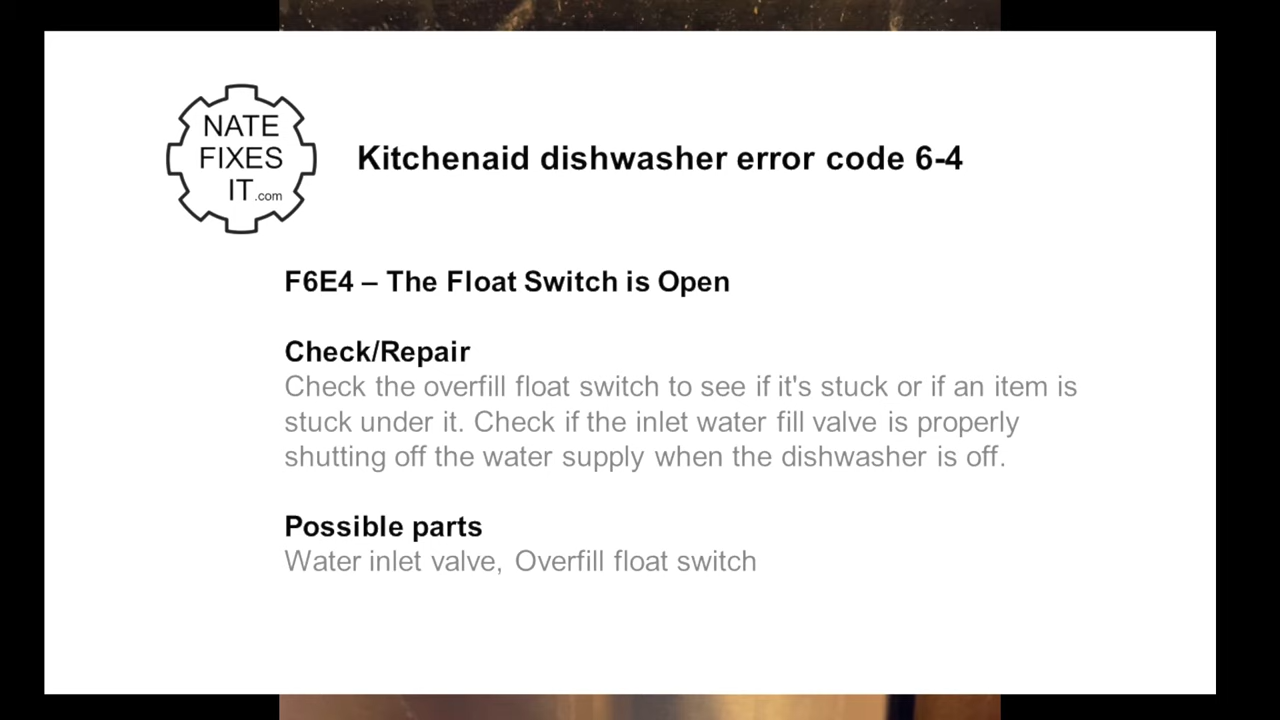 NATE
FIXES
IT.com
Kitchenaid dishwasher error code 6-4
F6E4 – The Float Switch is Open
Check/Repair
Check the overfill float switch to see if it's stuck or if an item is
stuck under it. Check if the inlet water fill valve is properly
shutting off the water supply when the dishwasher is off.
Possible parts
Water inlet valve, Overfill float switch